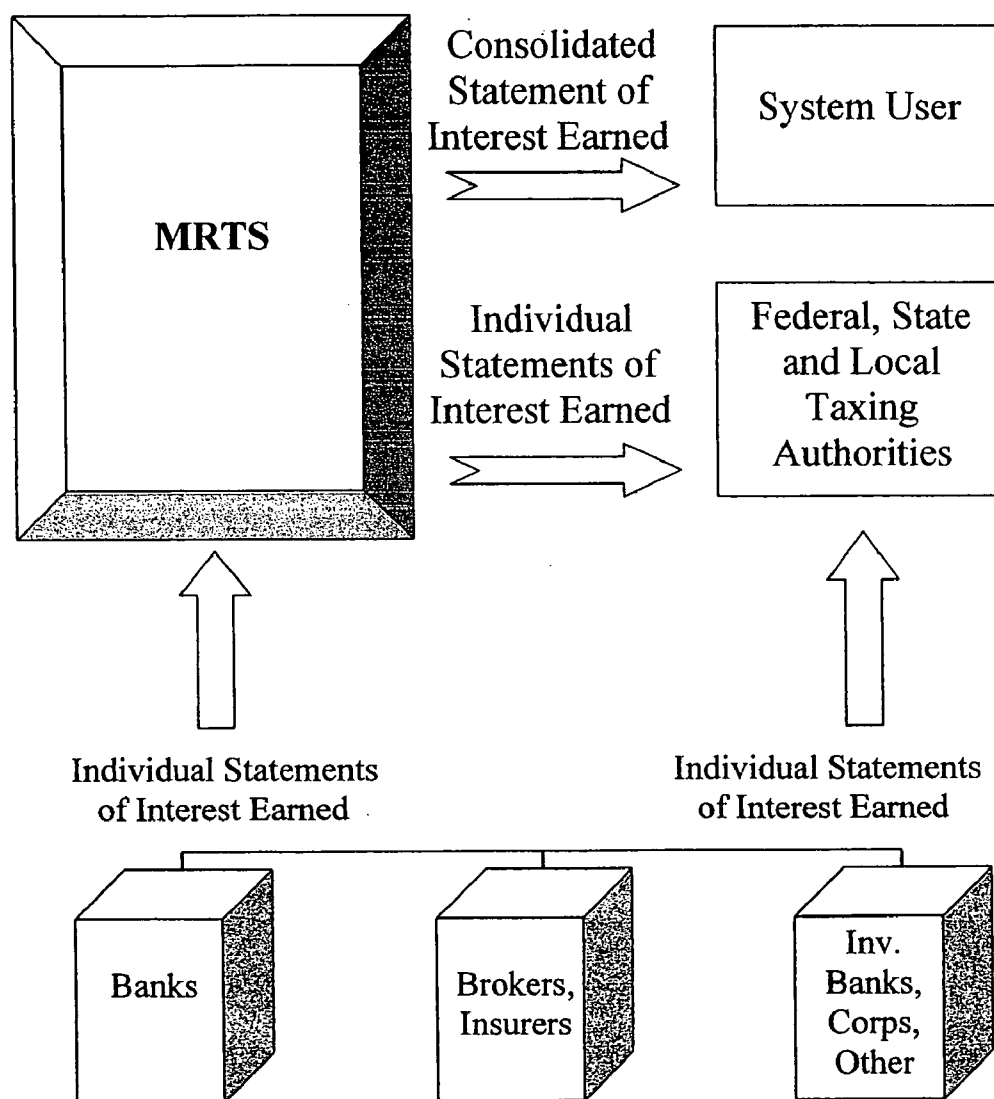 MRTS
Consolidated
Statement of
Interest Earned
System User
Individual
Statements of
Interest Earned
Federal, State
and Local
Taxing
Authorities
Individual Statements
of Interest Earned
Individual Statements
of Interest Earned
Banks
Brokers,
Insurers
Inv.
Banks,
Corps,
Other